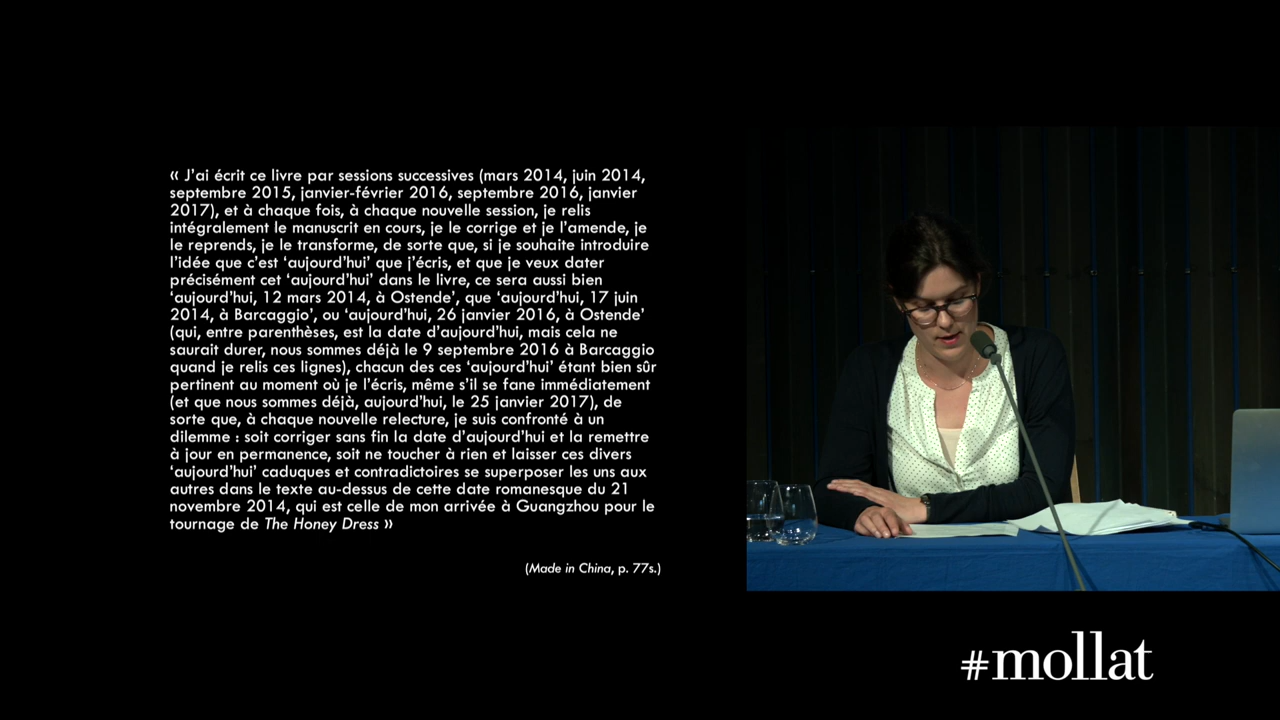 « J'ai écrit ce livre par sessions successives (mars 2014, juin 2014,
septembre 2015, janvier-février 2016, septembre 2016, janvier
2017), et à chaque fois, à chaque nouvelle session, je relis
intégralement le manuscrit en cours, je le corrige et je l'amende, je
le reprends, je le transforme, de sorte que, si je souhaite introduire
l'idée que c'est ‘aujourd'hui’ que j'écris, et que je veux dater
précisément cet ‘aujourd'hui’ dans le livre, ce sera aussi bien
‘aujourd'hui, 12 mars 2014, à Ostende’, que ‘aujourd'hui, 17 juin
2014, à Barcaggio’, ou ‘aujourd'hui, 26 janvier 2016, à Ostende’
(qui, entre parenthèses, est la date d'aujourd'hui, mais cela ne
saurait durer, nous sommes déjà le 9 septembre 2016 à Barcaggio
quand je relis ces lignes), chacun des ces ‘aujourd'hui’ étant bien sûr
pertinent au moment où je l'écris, même s'il se fane immédiatement
(et que nous sommes déjà, aujourd'hui, le 25 janvier 2017), de
sorte que, à chaque nouvelle relecture, je suis confronté à un
dilemme : soit corriger sans fin la date d'aujourd'hui et la remettre
à jour en permanence, soit ne toucher à rien et laisser ces divers
‘aujourd'hui’ caduques et contradictoires se superposer les uns aux
autres dans le texte au-dessus de cette date romanesque du 21
novembre 2014, qui est celle de mon arrivée à Guangzhou pour le
tournage de The Honey Dress »
(Made in China, p. 77s.)
#mollat